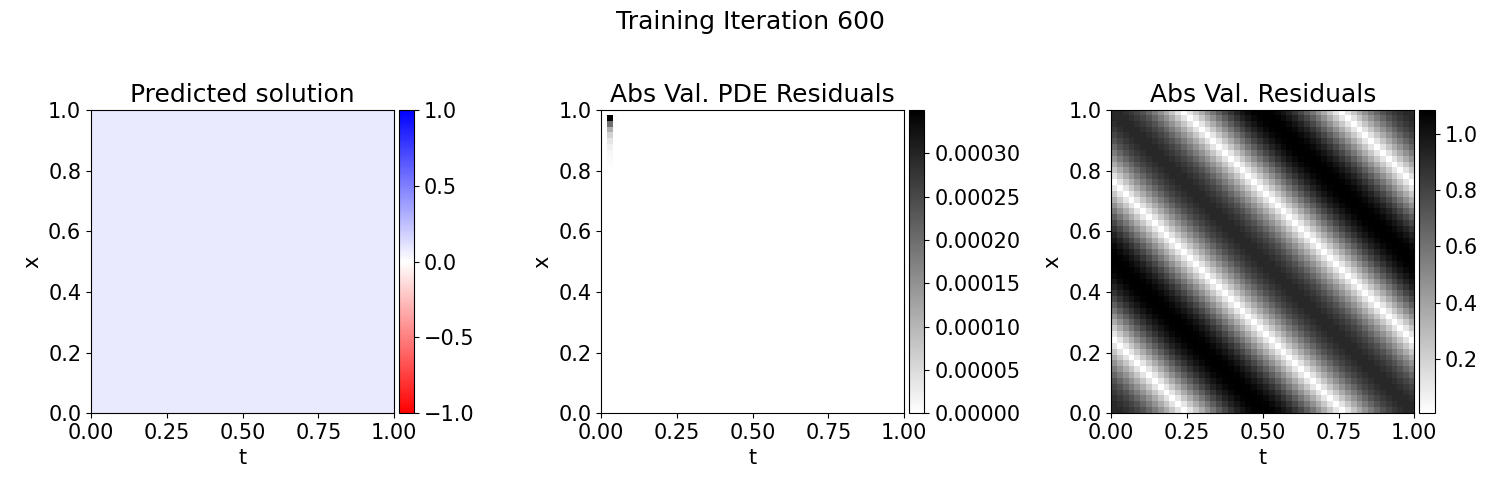 Training Iteration 600
Predicted solution
1.0
0.8
0.6
0.4
0.2
0.0
x
0.00 0.25 0.50 0.75 1.00
t
1.0
0.5
0.0
−0.5
−1.0
Abs Val. PDE Residuals
1.0
0.8
0.6
0.4
0.2
0.0
x
0.00 0.25 0.50 0.75 1.00
t
0.00030
0.00025
0.00020
0.00015
0.00010
0.00005
0.00000
Abs Val. Residuals
1.0
0.8
0.6
0.4
0.2
0.0
x
0.00 0.25 0.50 0.75 1.00
t
1.0
0.8
0.6
0.4
0.2